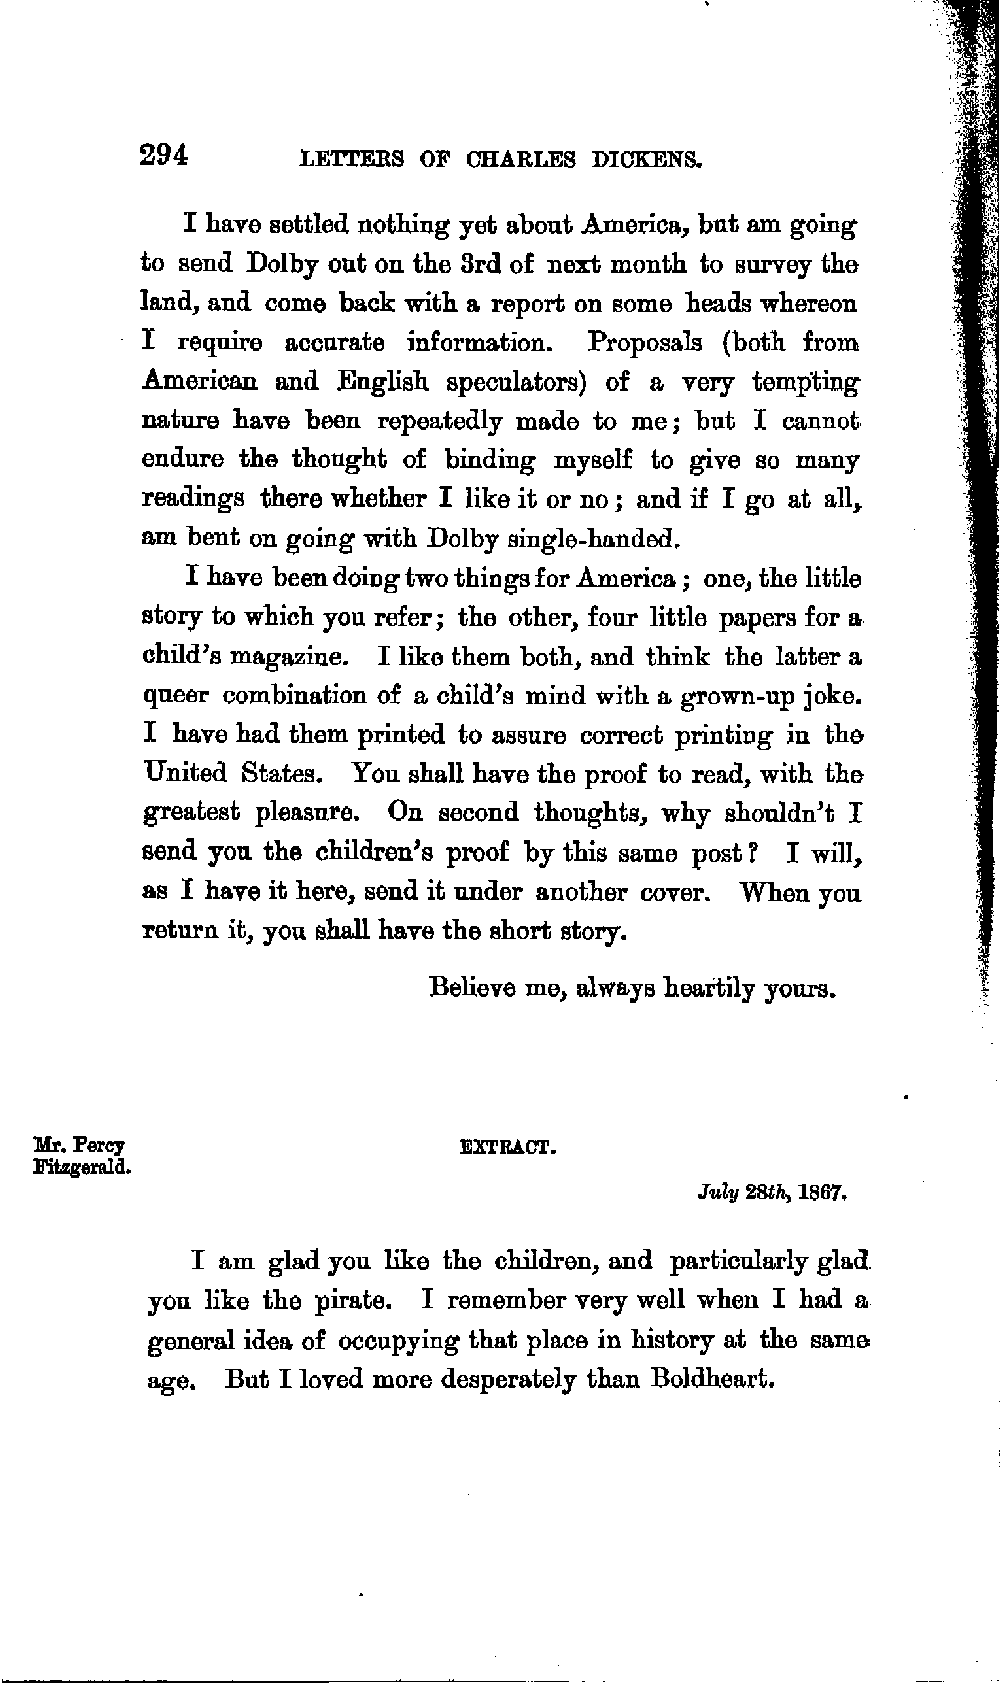 294 LETTERS OF CHARLES DICKENS.
I have settled nothing yet about America, but am going
to send Dolby out on the 3rd of next month to survey the
land, and come back with a report on some heads whereon
I require accurate information. Proposals (both from
American and English speculators) of a very tempting
nature have been repeatedly made to me; but I cannot
endure the thought of binding myself to give so many
readings there whether I like it or no; and if I go at all,
am bent on going with Dolby single-handed.
I have been doing two things for America; one, the little
story to which you refer; the other, four little papers for a
child's magazine. I like them both, and think the latter a
queer combination of a child's mind with a grown-up joke.
I have had them printed to assure correct printing in the
United States. You shall have the proof to read, with the
greatest pleasure. On second thoughts, why shouldn't I
send you the children's proof by this same post? I will,
as I have it here, send it under another cover. When you
return it, you shall have the short story.
Believe me, always heartily yours.
Mr. Percy
Fitzgerald.
EXTRACT.
July 28th, 1867.
I am glad you like the children, and particularly glad
you like the pirate. I remember very well when I had a
general idea of occupying that place in history at the same
age. But I loved more desperately than Boldheart.